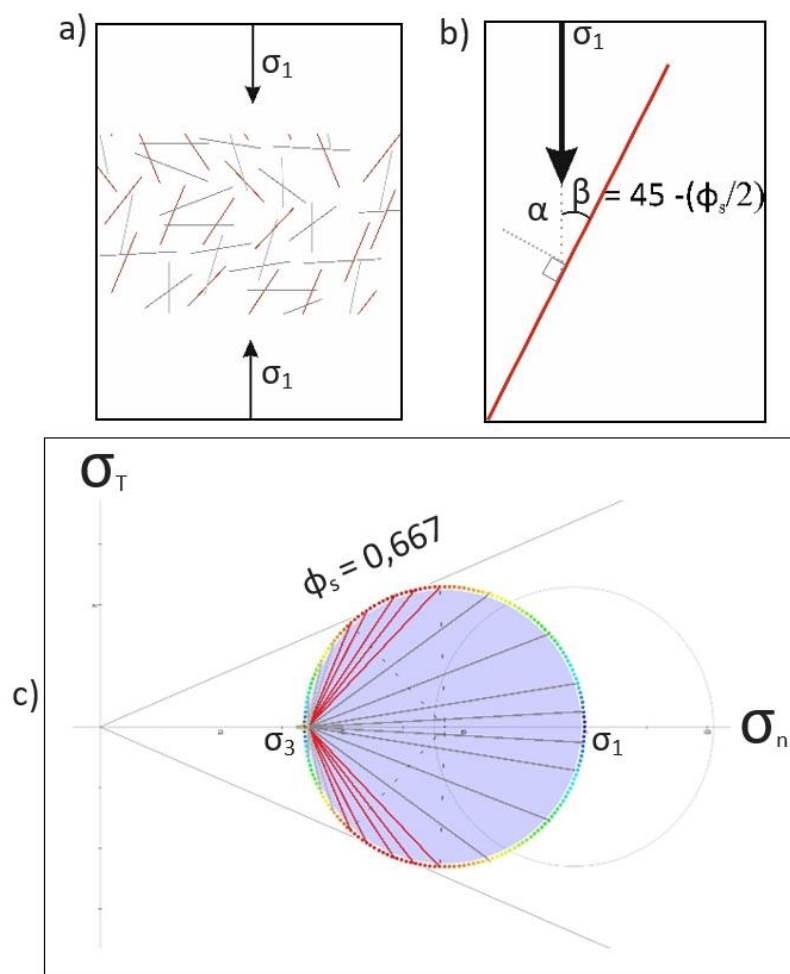 a)
σ1
σ1
b)
σ1
α
β = 45 -(ϕs/2)
c)
σT
ϕs = 0,667
σ3
σ1
σn